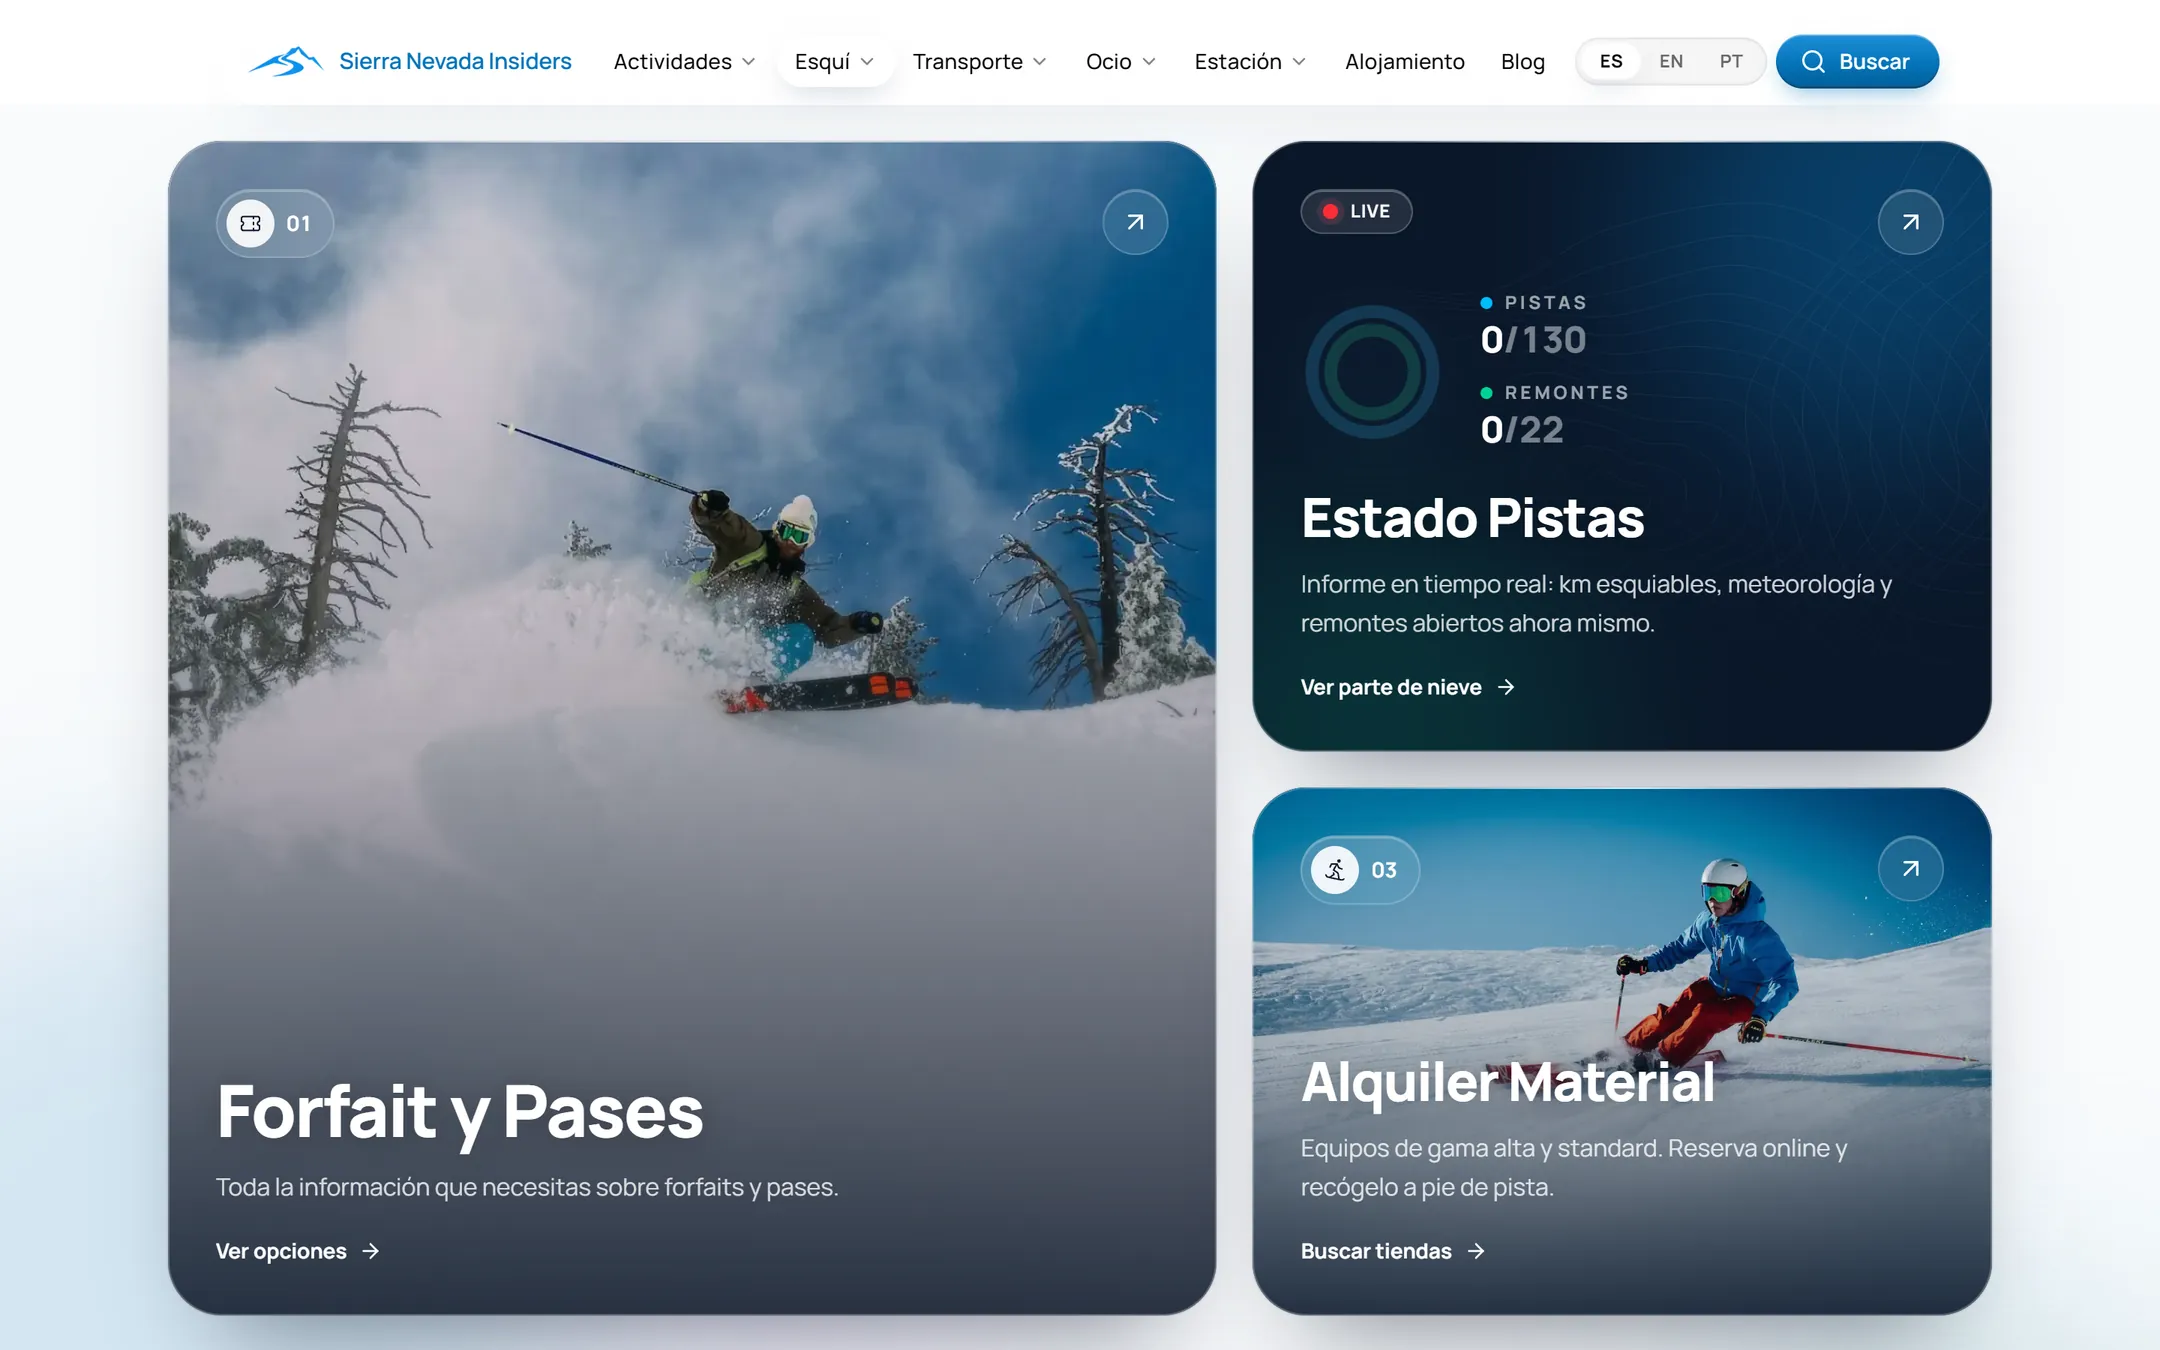 Sierra Nevada Insiders
Actividades
Esquí
Transporte
Ocio
Estación
Alojamiento
Blog
ES
EN
PT
Buscar
01
Forfait y Pases
Toda la información que necesitas sobre forfaits y pases.
Ver opciones
LIVE
PISTAS
0/130
REMONTES
0/22
Estado Pistas
Informe en tiempo real: km esquiables, meteorología y
remontes abiertos ahora mismo.
Ver parte de nieve
03
Alquiler Material
Equipos de gama alta y standard. Reserva online y
recógelo a pie de pista.
Buscar tiendas